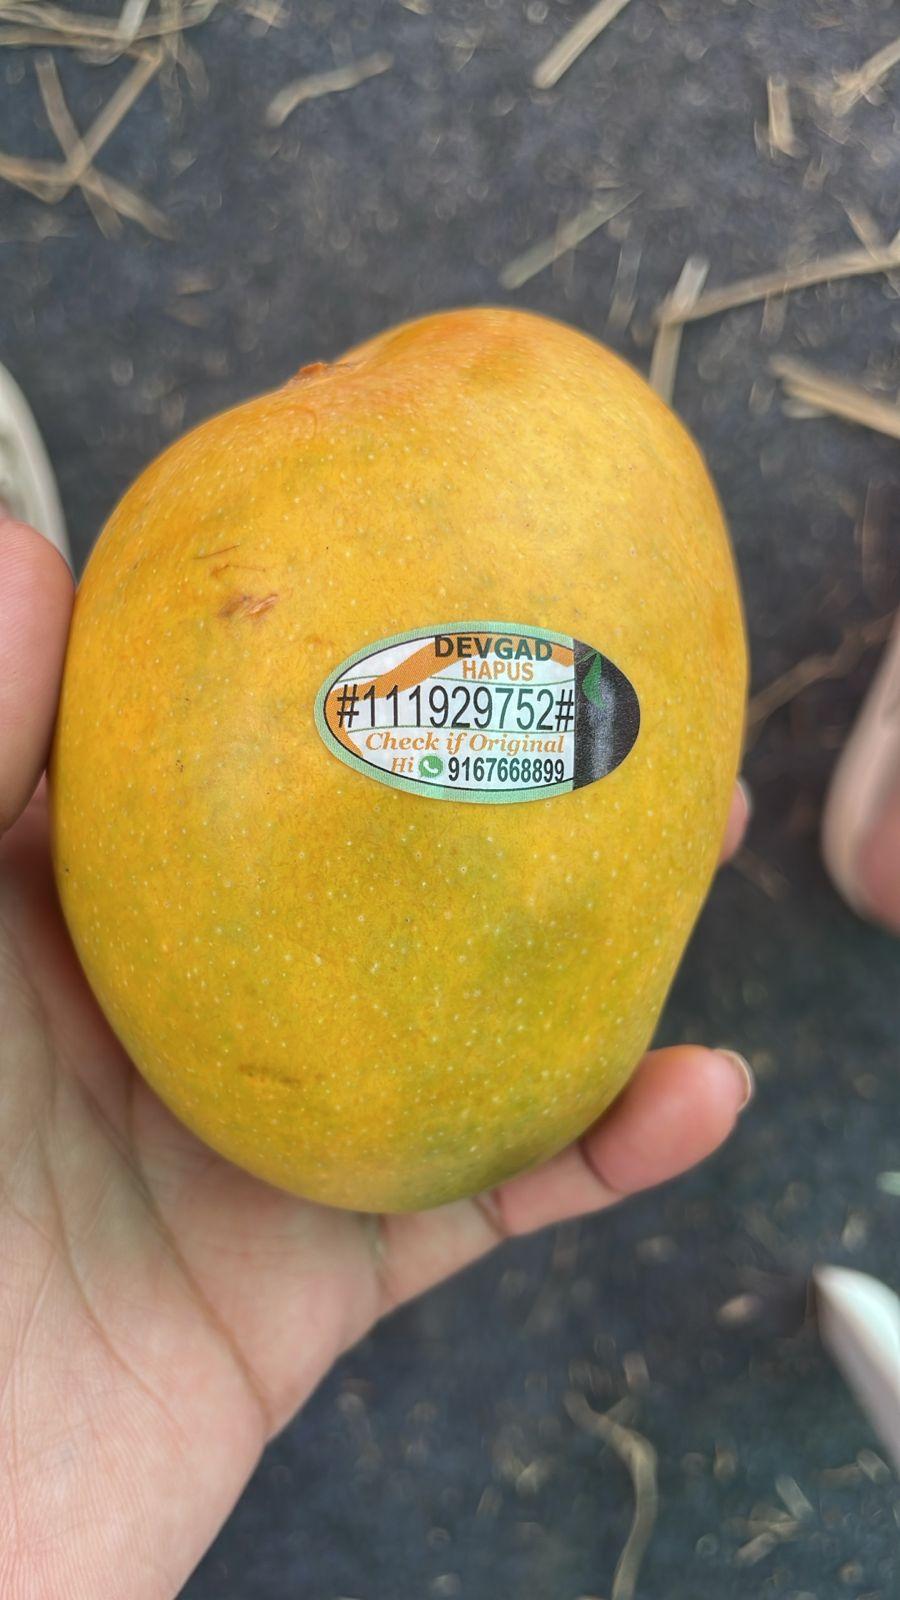 DEVGAD
HAPUS
#111929752#
Check if Original
Hi 9167668899